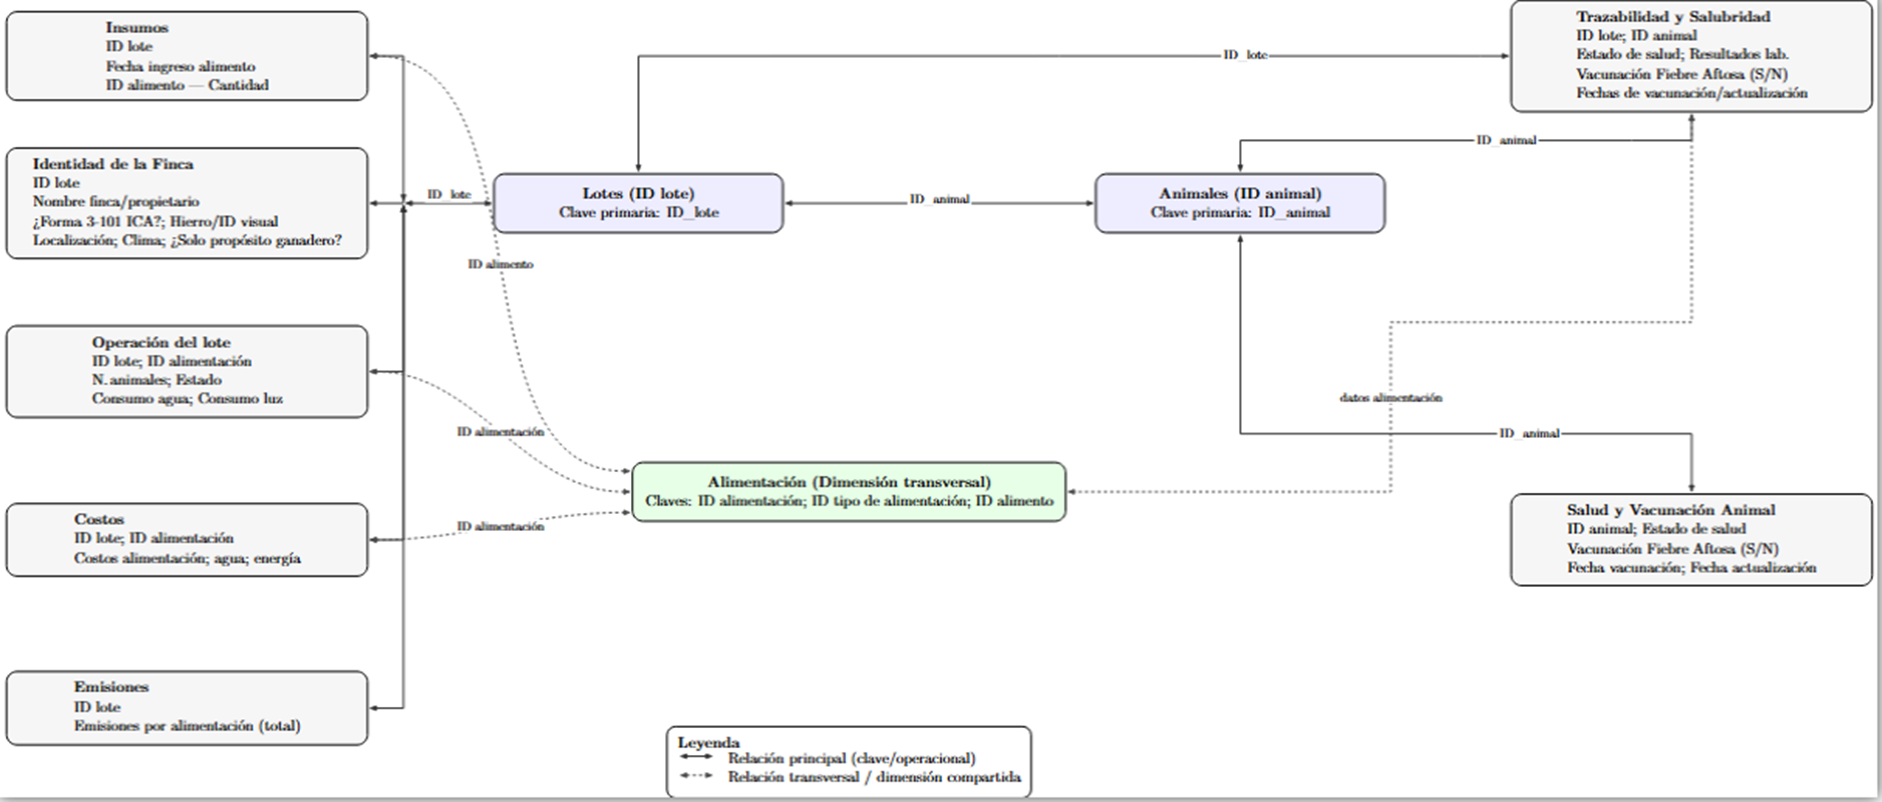 Insumos
ID lote
Fecha ingreso alimento
ID alimento — Cantidad
Identidad de la Finca
ID lote
Nombre finca/propietario
¿Forma 3-101 ICA?; Hierro/ID visual
Localización; Clima; ¿Solo propósito ganadero?
Operación del lote
ID lote; ID alimentación
N. animales; Estado
Consumo agua; Consumo luz
Costos
ID lote; ID alimentación
Costos alimentación; agua; energía
Emisiones
ID lote
Emisiones por alimentación (total)
ID_lote
ID alimento
ID alimentación
ID alimentación
Lotes (ID lote)
Clave primaria: ID_lote
ID_animal
Animales (ID animal)
Clave primaria: ID_animal
ID_lote
ID_animal
Trazabilidad y Salubridad
ID lote; ID animal
Estado de salud; Resultados lab.
Vacunación Fiebre Aftosa (S/N)
Fechas de vacunación/actualización
datos alimentación
ID_animal
Alimentación (Dimensión transversal)
Claves: ID alimentación; ID tipo de alimentación; ID alimento
Salud y Vacunación Animal
ID animal; Estado de salud
Vacunación Fiebre Aftosa (S/N)
Fecha vacunación; Fecha actualización
Leyenda
Relación principal (clave/operacional)
Relación transversal / dimensión compartida